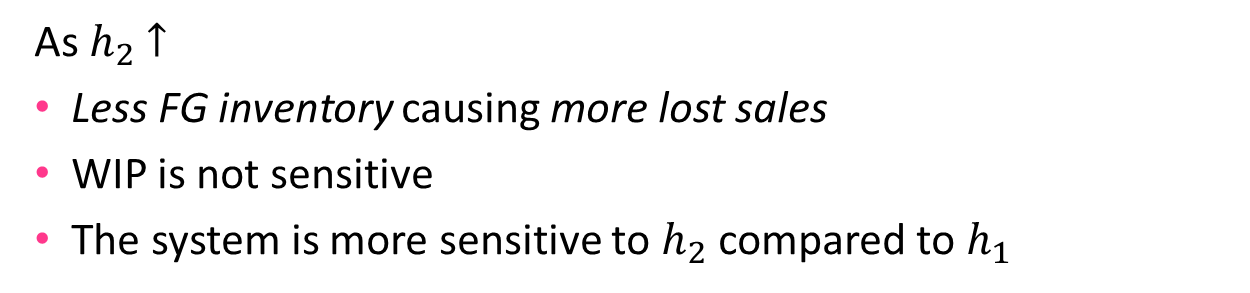 As h₂ ↑
• Less FG inventory causing more lost sales
• WIP is not sensitive
• The system is more sensitive to h₂ compared to h₁